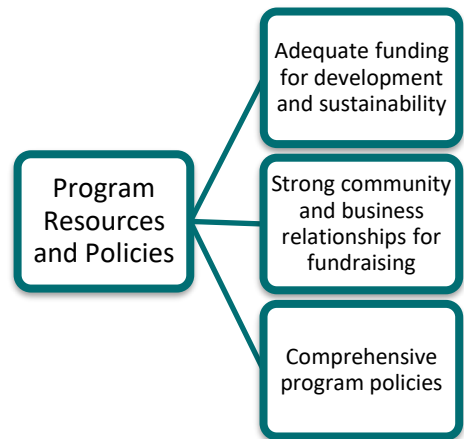 Program
Resources
and Policies
Adequate funding
for development
and sustainability
Strong community
and business
relationships for
fundraising
Comprehensive
program policies